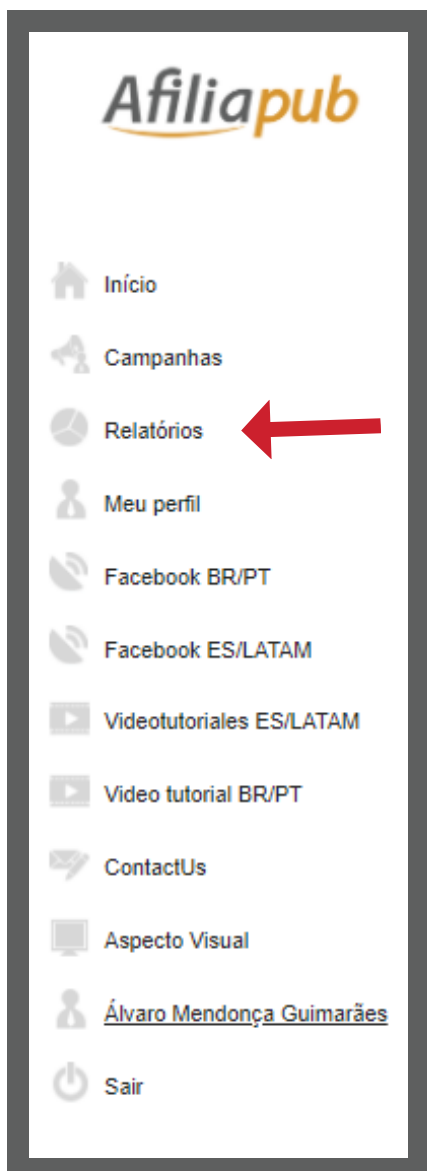 Afiliapub
Início
Campanhas
Relatórios
Meu perfil
Facebook BR/PT
Facebook ES/LATAM
Videotutoriales ES/LATAM
Video tutorial BR/PT
ContactUs
Aspecto Visual
Álvaro Mendonça Guimarães
Sair